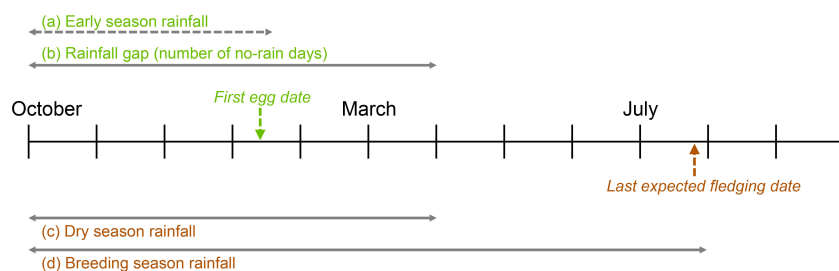 (a) Early season rainfall
(b) Rainfall gap (number of no-rain days)
First egg date
October
March
July
Last expected fledging date
(c) Dry season rainfall
(d) Breeding season rainfall